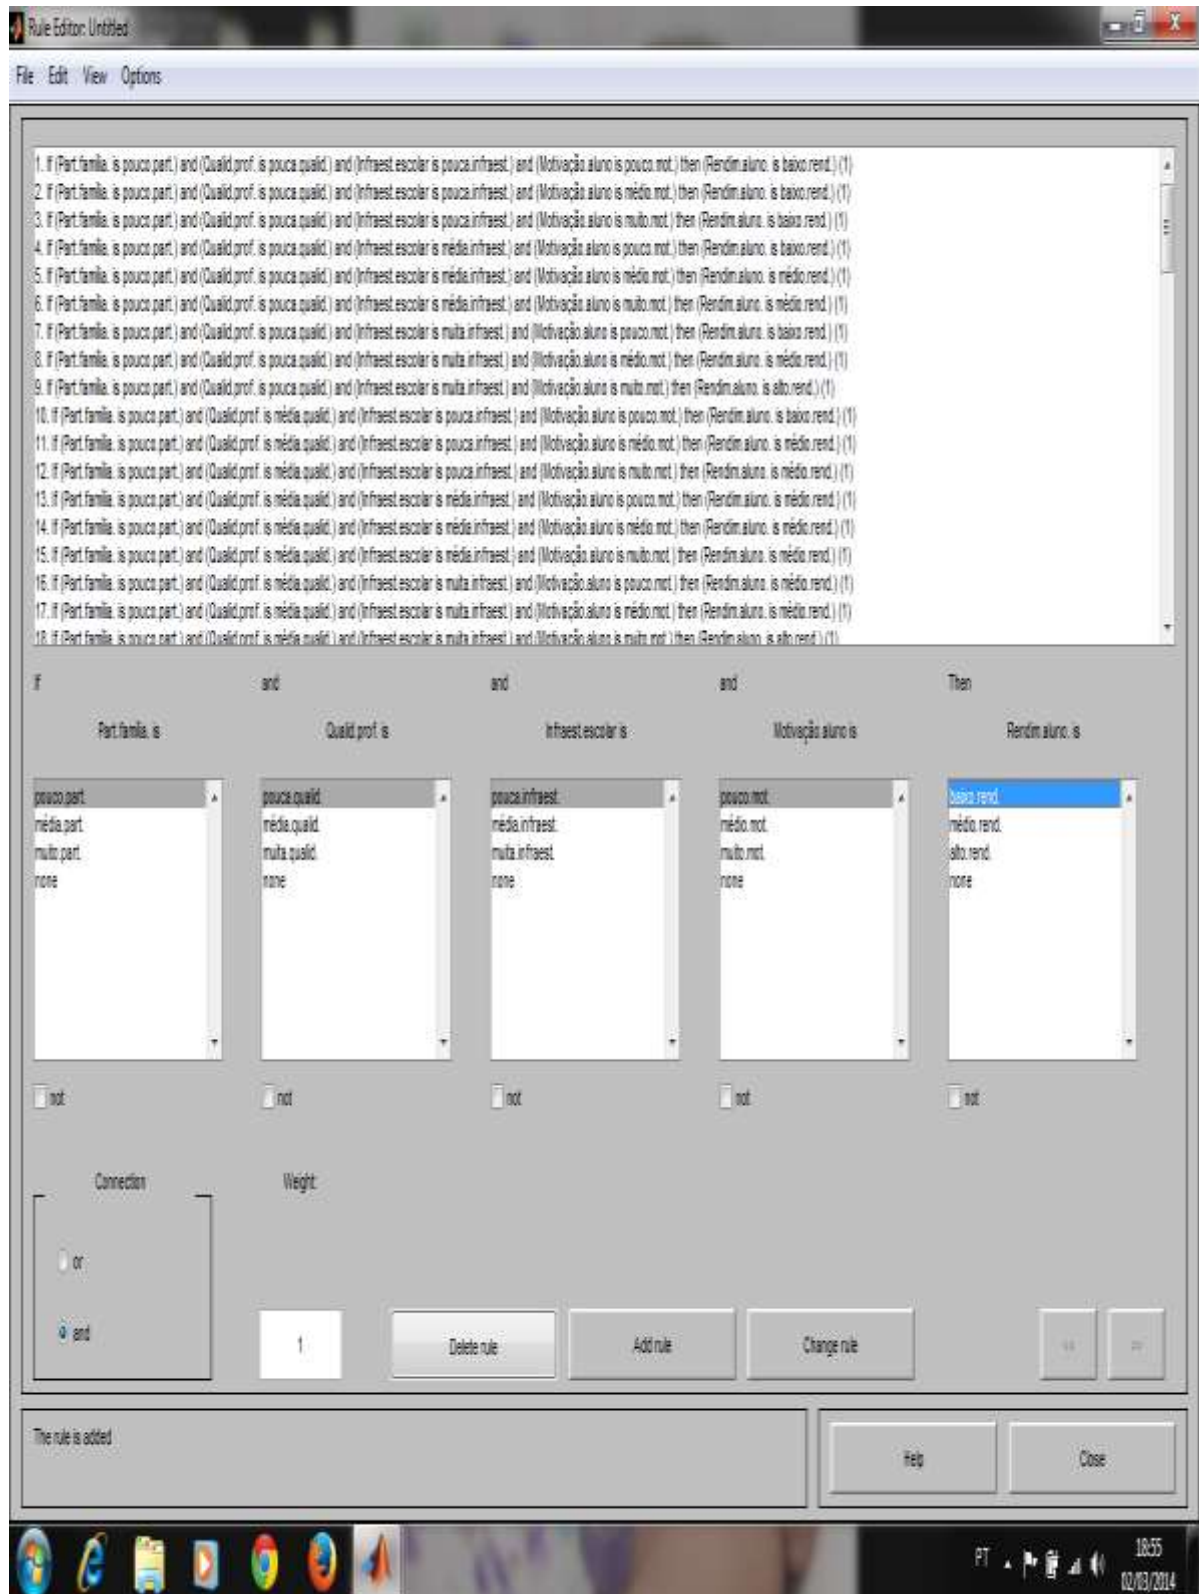 Rule Editor: Untitled
File Edit View Options
1. If (Part.família. is pouco.part.) and (Qualid.prof. is pouca.qualid.) and (Infraest.escolar is pouca.infraest.) and (Motivação.aluno is pouco.mot.) then (Rendim.aluno. is baixo.rend.) (1)
2. If (Part.família. is pouco.part.) and (Qualid.prof. is pouca.qualid.) and (Infraest.escolar is pouca.infraest.) and (Motivação.aluno is médio.mot.) then (Rendim.aluno. is baixo.rend.) (1)
3. If (Part.família. is pouco.part.) and (Qualid.prof. is pouca.qualid.) and (Infraest.escolar is pouca.infraest.) and (Motivação.aluno is muito.mot.) then (Rendim.aluno. is baixo.rend.) (1)
4. If (Part.família. is pouco.part.) and (Qualid.prof. is pouca.qualid.) and (Infraest.escolar is média.infraest.) and (Motivação.aluno is pouco.mot.) then (Rendim.aluno. is baixo.rend.) (1)
5. If (Part.família. is pouco.part.) and (Qualid.prof. is pouca.qualid.) and (Infraest.escolar is média.infraest.) and (Motivação.aluno is médio.mot.) then (Rendim.aluno. is médio.rend.) (1)
6. If (Part.família. is pouco.part.) and (Qualid.prof. is pouca.qualid.) and (Infraest.escolar is média.infraest.) and (Motivação.aluno is muito.mot.) then (Rendim.aluno. is médio.rend.) (1)
7. If (Part.família. is pouco.part.) and (Qualid.prof. is pouca.qualid.) and (Infraest.escolar is muita.infraest.) and (Motivação.aluno is pouco.mot.) then (Rendim.aluno. is baixo.rend.) (1)
8. If (Part.família. is pouco.part.) and (Qualid.prof. is pouca.qualid.) and (Infraest.escolar is muita.infraest.) and (Motivação.aluno is médio.mot.) then (Rendim.aluno. is médio.rend.) (1)
9. If (Part.família. is pouco.part.) and (Qualid.prof. is pouca.qualid.) and (Infraest.escolar is muita.infraest.) and (Motivação.aluno is muito.mot.) then (Rendim.aluno. is alto.rend.) (1)
10. If (Part.família. is pouco.part.) and (Qualid.prof. is média.qualid.) and (Infraest.escolar is pouca.infraest.) and (Motivação.aluno is pouco.mot.) then (Rendim.aluno. is baixo.rend.) (1)
11. If (Part.família. is pouco.part.) and (Qualid.prof. is média.qualid.) and (Infraest.escolar is pouca.infraest.) and (Motivação.aluno is médio.mot.) then (Rendim.aluno. is médio.rend.) (1)
12. If (Part.família. is pouco.part.) and (Qualid.prof. is média.qualid.) and (Infraest.escolar is pouca.infraest.) and (Motivação.aluno is muito.mot.) then (Rendim.aluno. is médio.rend.) (1)
13. If (Part.família. is pouco.part.) and (Qualid.prof. is média.qualid.) and (Infraest.escolar is média.infraest.) and (Motivação.aluno is pouco.mot.) then (Rendim.aluno. is médio.rend.) (1)
14. If (Part.família. is pouco.part.) and (Qualid.prof. is média.qualid.) and (Infraest.escolar is média.infraest.) and (Motivação.aluno is médio.mot.) then (Rendim.aluno. is médio.rend.) (1)
15. If (Part.família. is pouco.part.) and (Qualid.prof. is média.qualid.) and (Infraest.escolar is média.infraest.) and (Motivação.aluno is muito.mot.) then (Rendim.aluno. is médio.rend.) (1)
16. If (Part.família. is pouco.part.) and (Qualid.prof. is média.qualid.) and (Infraest.escolar is muita.infraest.) and (Motivação.aluno is pouco.mot.) then (Rendim.aluno. is médio.rend.) (1)
17. If (Part.família. is pouco.part.) and (Qualid.prof. is média.qualid.) and (Infraest.escolar is muita.infraest.) and (Motivação.aluno is médio.mot.) then (Rendim.aluno. is médio.rend.) (1)
18. If (Part.família. is pouco.part.) and (Qualid.prof. is média.qualid.) and (Infraest.escolar is muita.infraest.) and (Motivação.aluno is muito.mot.) then (Rendim.aluno. is alto.rend.) (1)
If and and and Then
Part.família. is Qualid.prof. is Infraest.escolar is Motivação.aluno is Rendim.aluno. is
pouco.part. pouca.qualid. pouca.infraest. pouco.mot. baixo.rend.
média.part. média.qualid. média.infraest. médio.mot. médio.rend.
muito.part. muita.qualid. muita.infraest. muito.mot. alto.rend.
none none none none none
not not not not not
Connection Weight:
or
and 1 Delete rule Add rule Change rule << >>
The rule is added Help Close
PT 18:55
02/03/2014